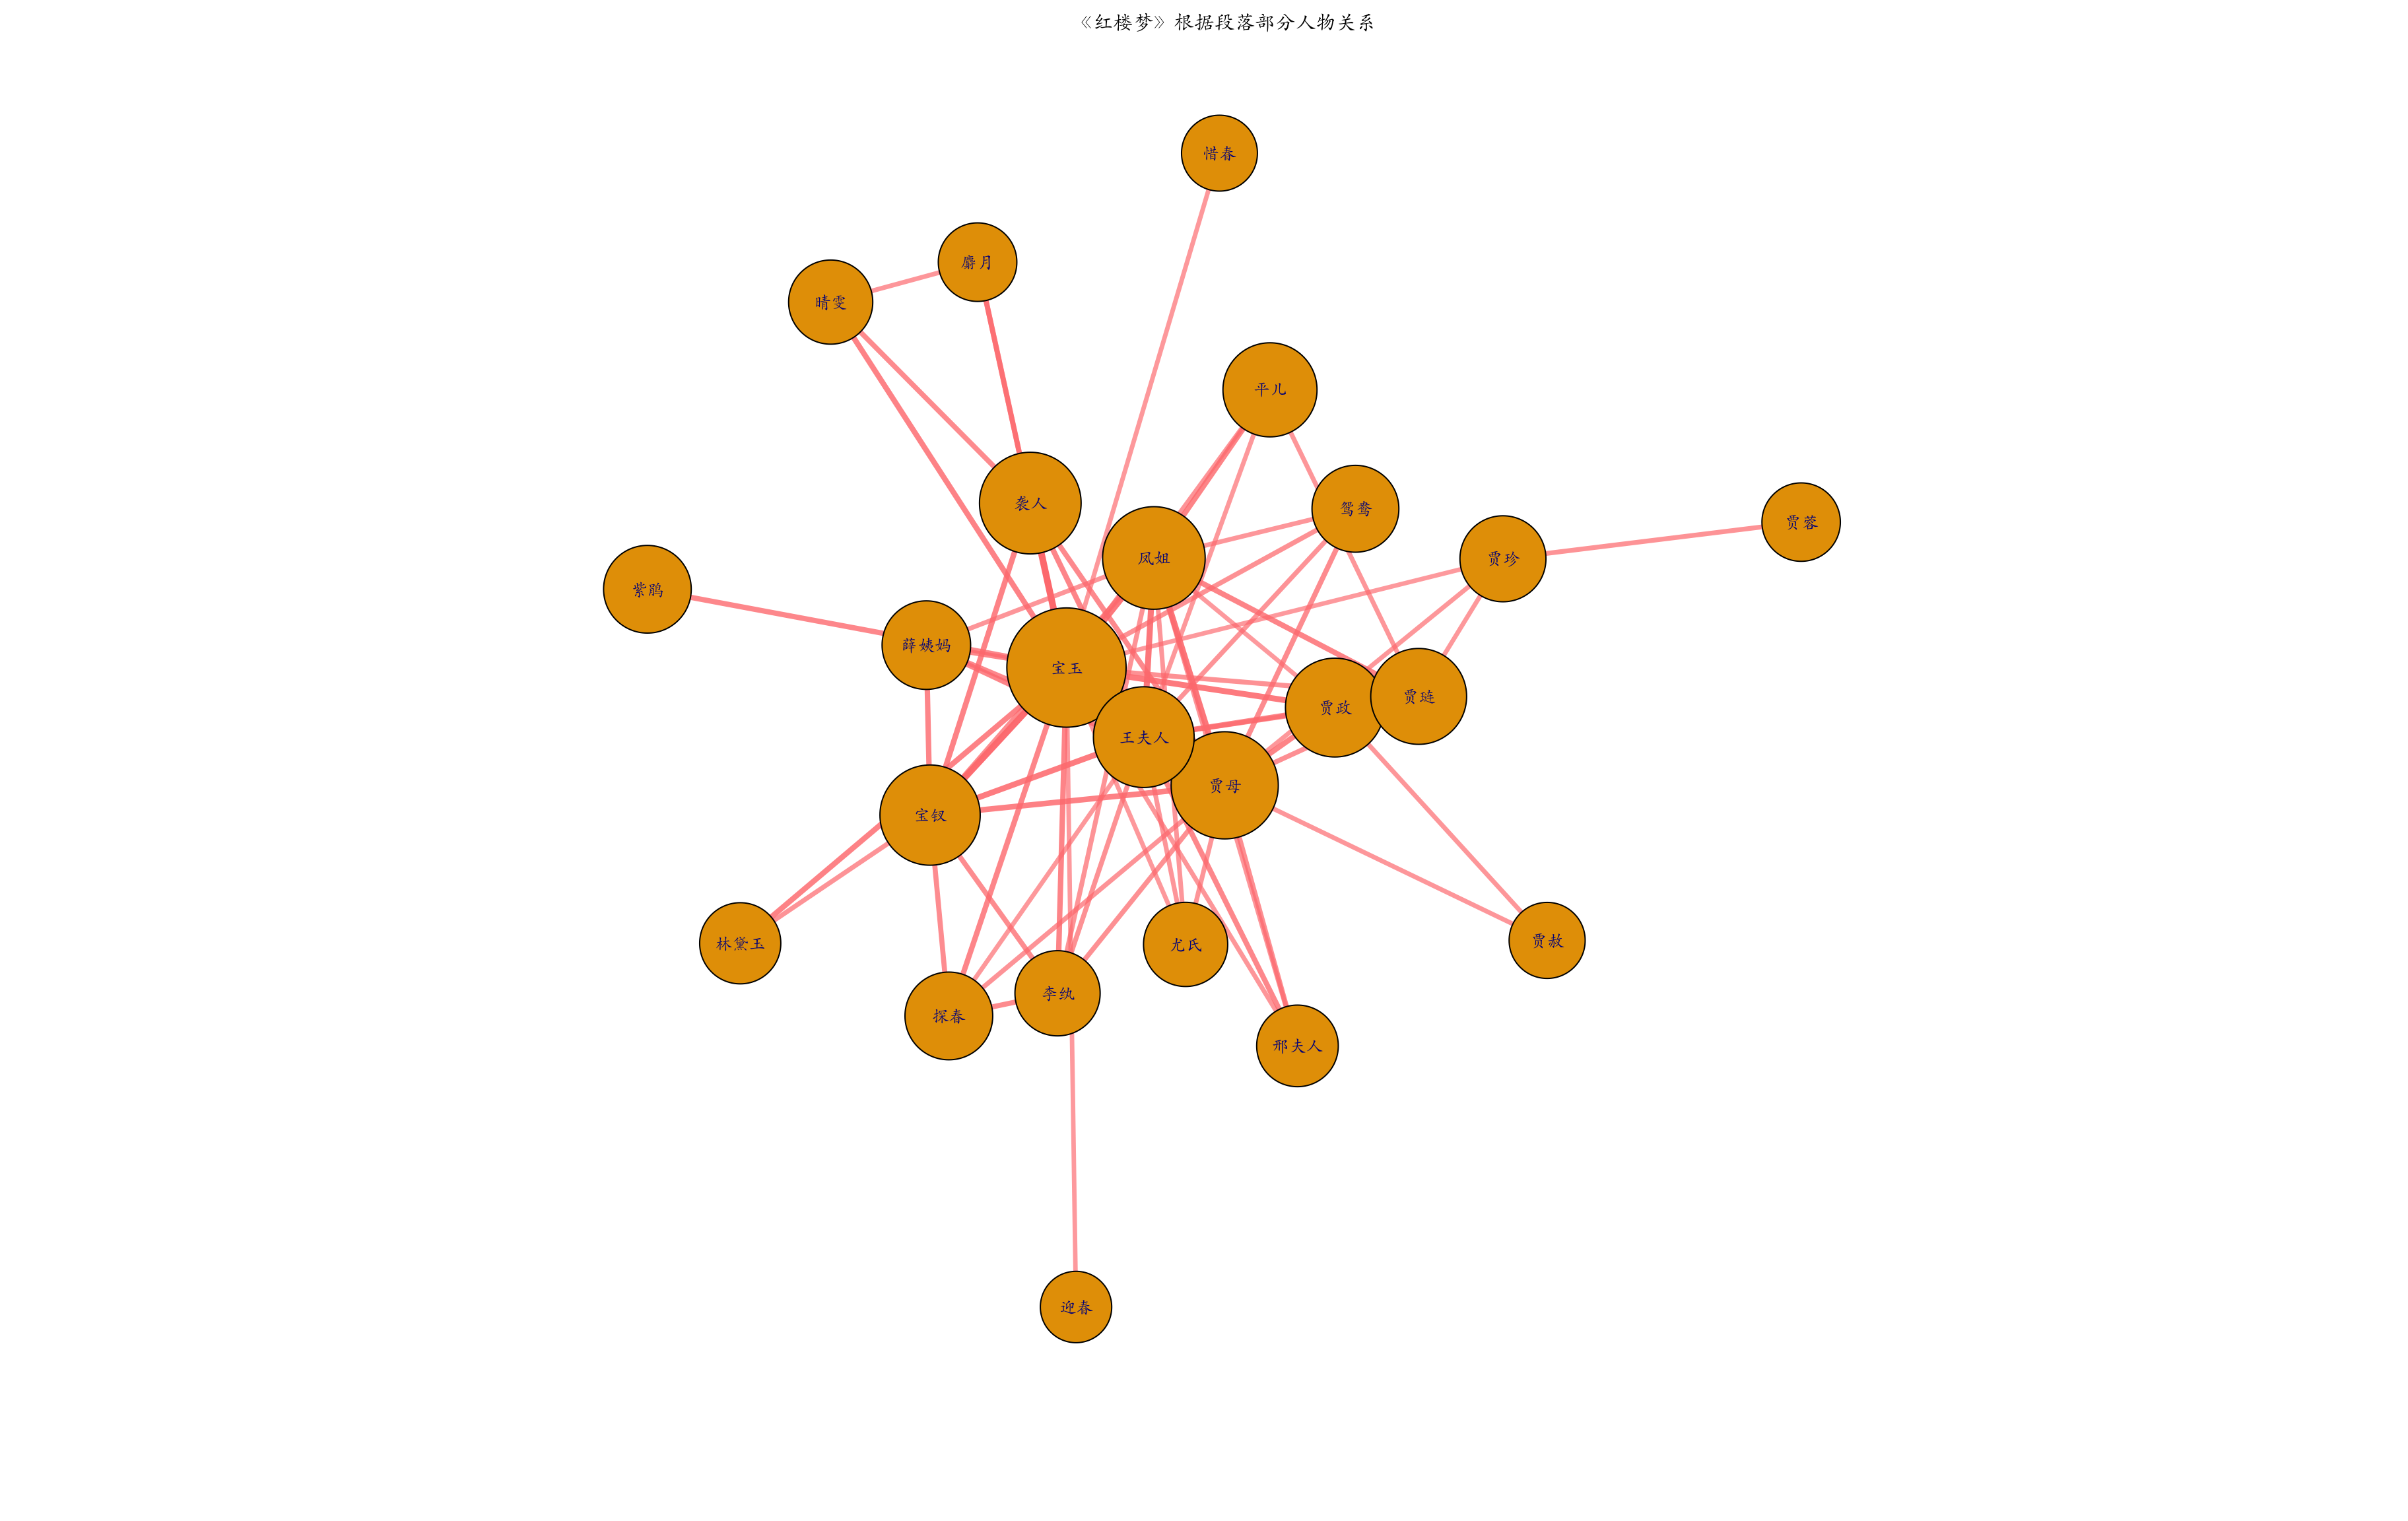 《红楼梦》根据段落部分人物关系
惜春
麝月
晴雯
平儿
袭人
鸳鸯
贾蓉
凤姐
贾珍
紫鹃
薛姨妈
宝玉
贾琏
贾政
王夫人
贾母
宝钗
林黛玉
尤氏
贾赦
李纨
探春
邢夫人
迎春